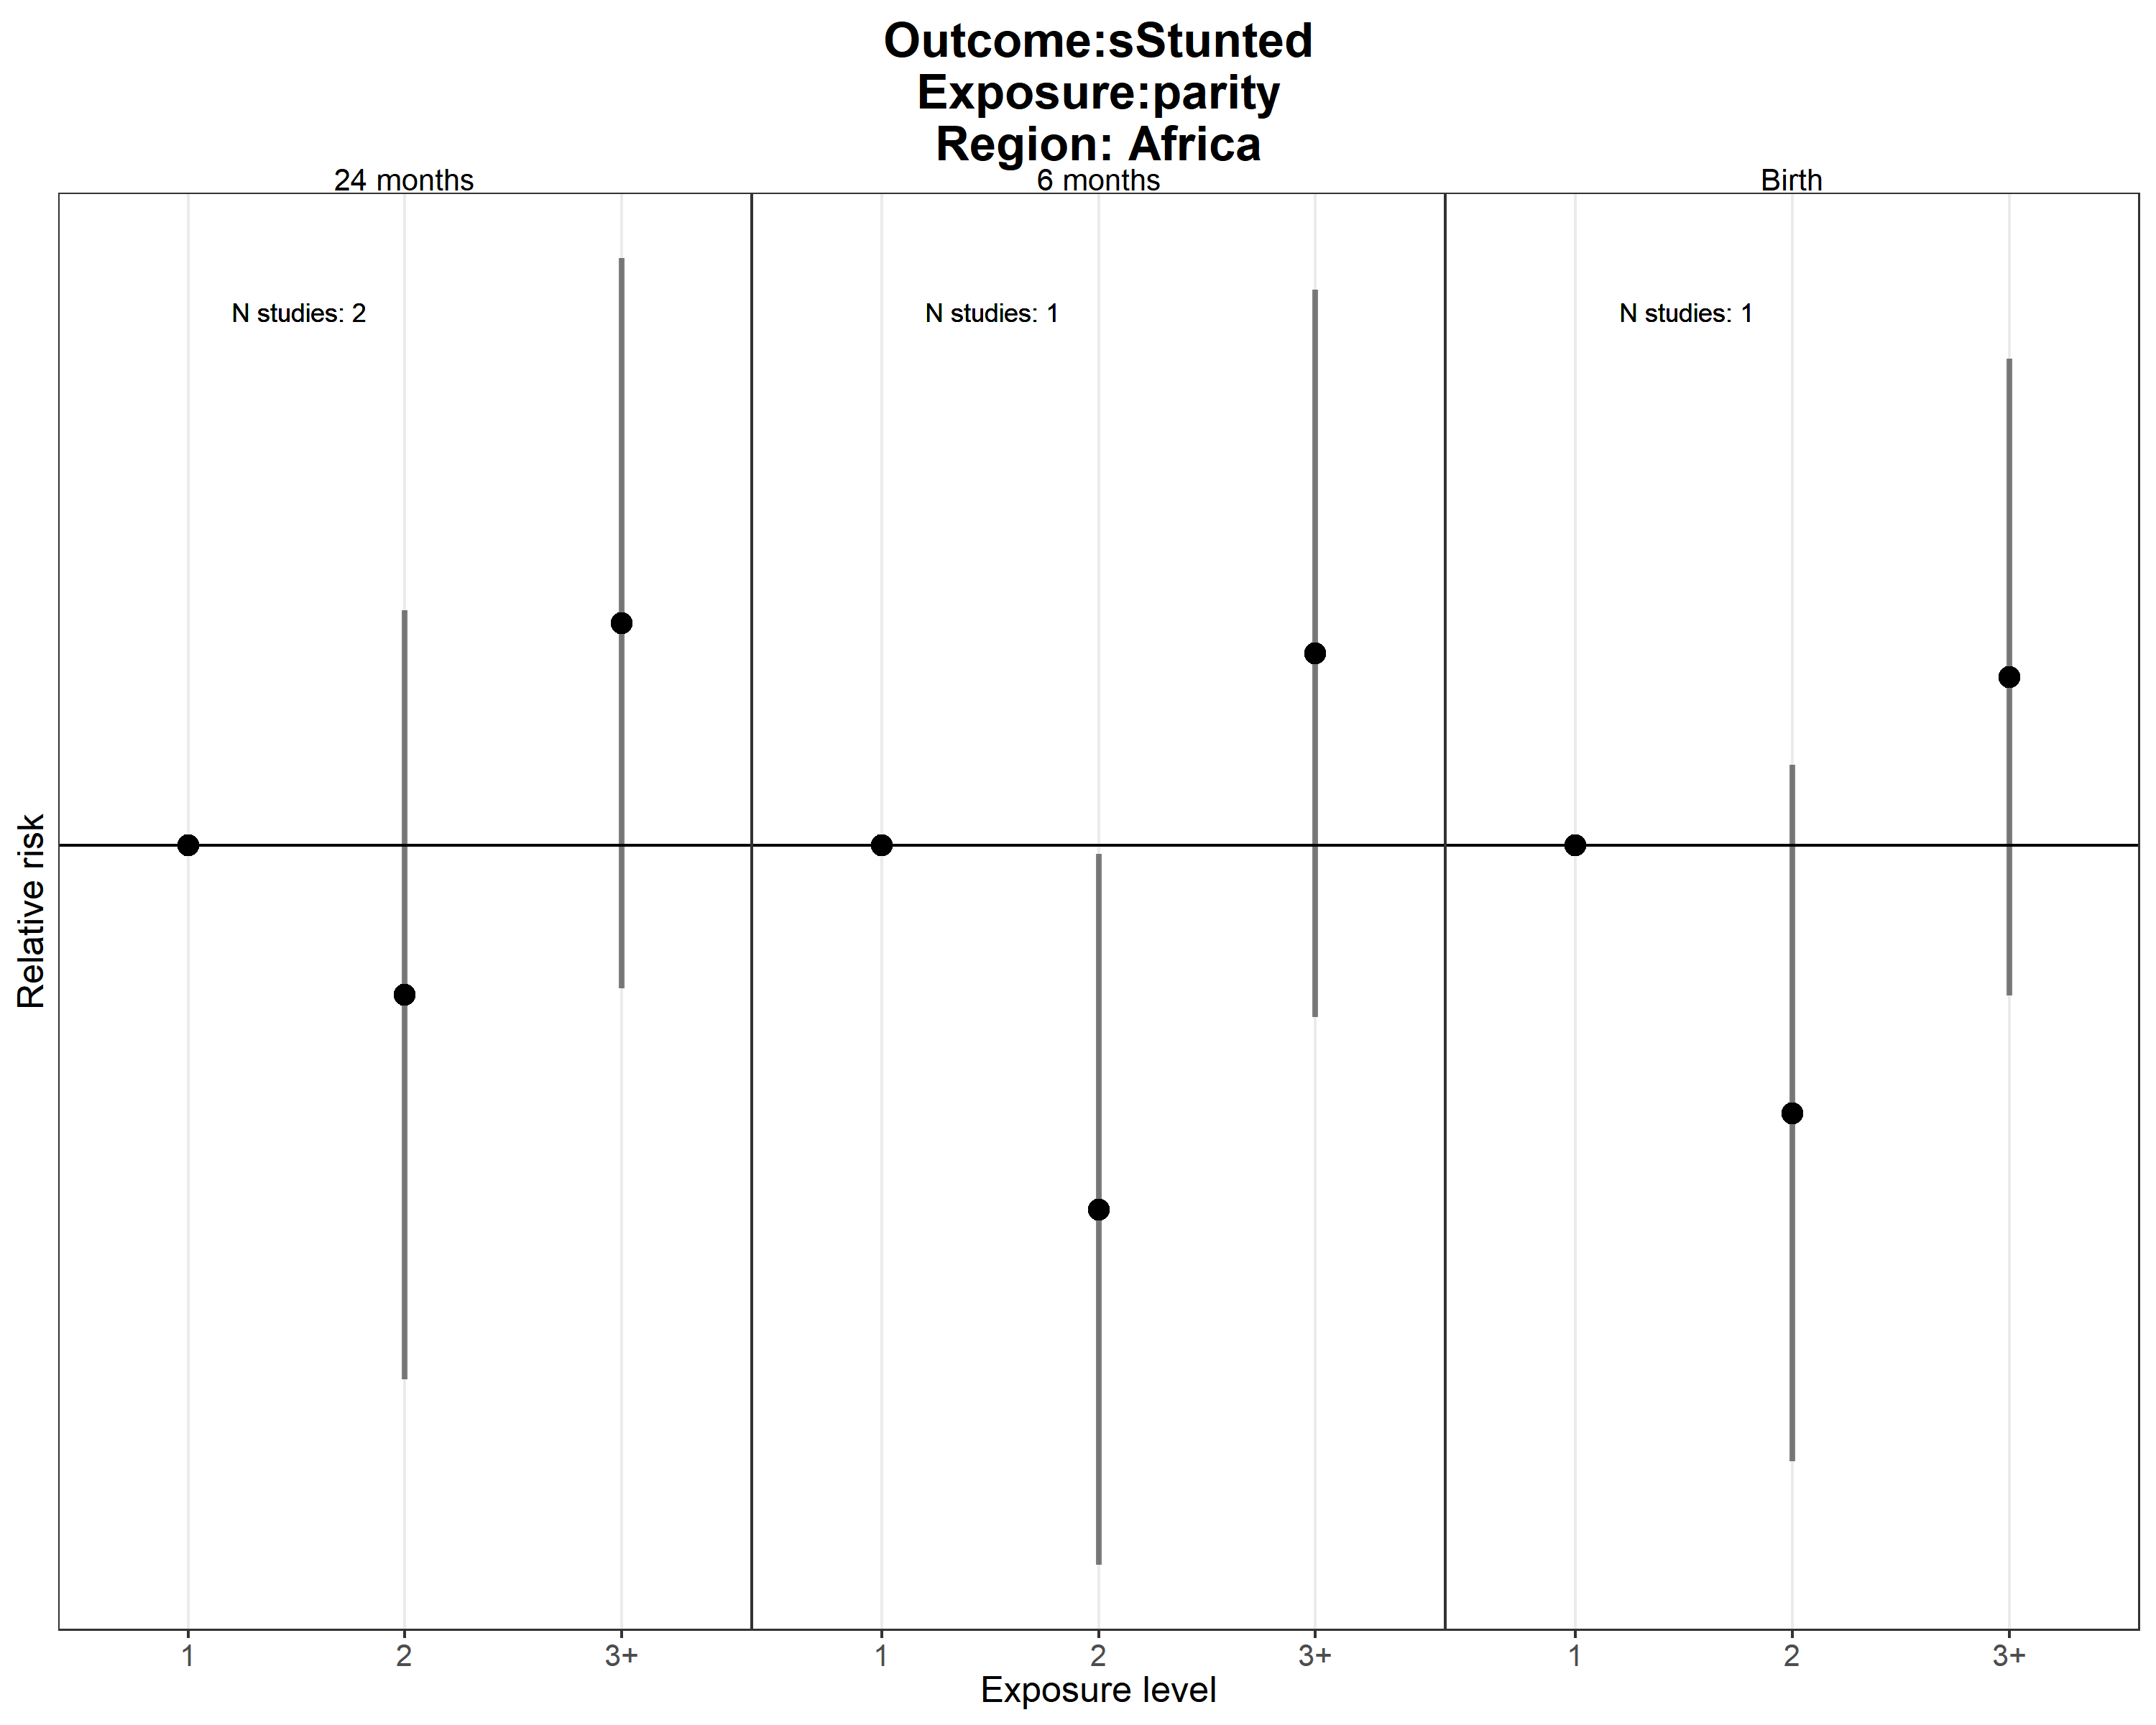 Outcome:sStunted
Exposure:parity
Region: Africa
24 months
6 months
Birth
N studies: 2
N studies: 1
N studies: 1
Relative risk
1
2
3+
1
2
3+
1
2
3+
Exposure level